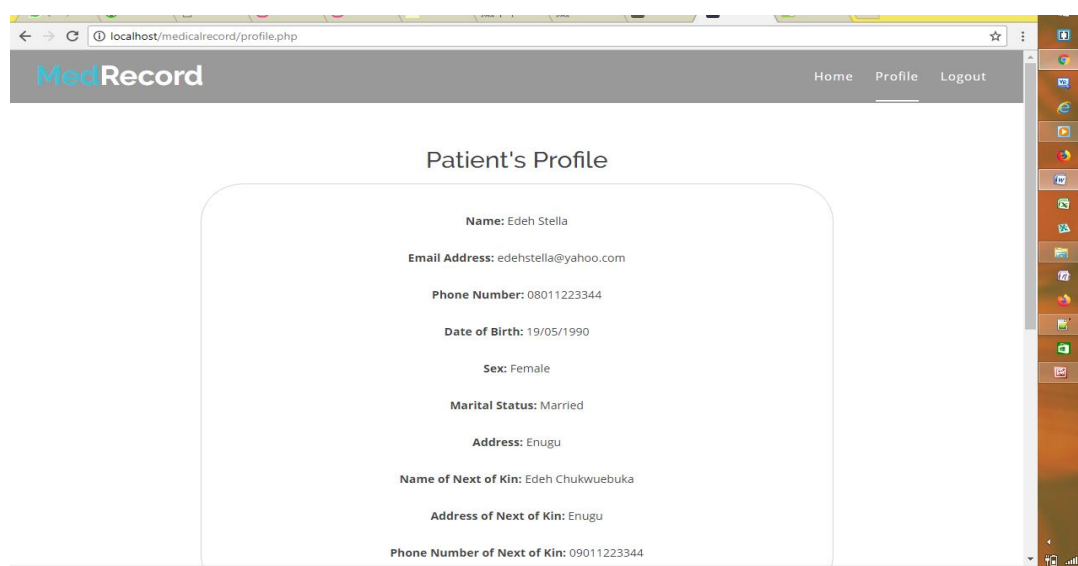 localhost/medicalrecord/profile.php
MedRecord
Home Profile Logout
Patient's Profile
Name: Edeh Stella
Email Address: edehstella@yahoo.com
Phone Number: 08011223344
Date of Birth: 19/05/1990
Sex: Female
Marital Status: Married
Address: Enugu
Name of Next of Kin: Edeh Chukwuebuka
Address of Next of Kin: Enugu
Phone Number of Next of Kin: 09011223344